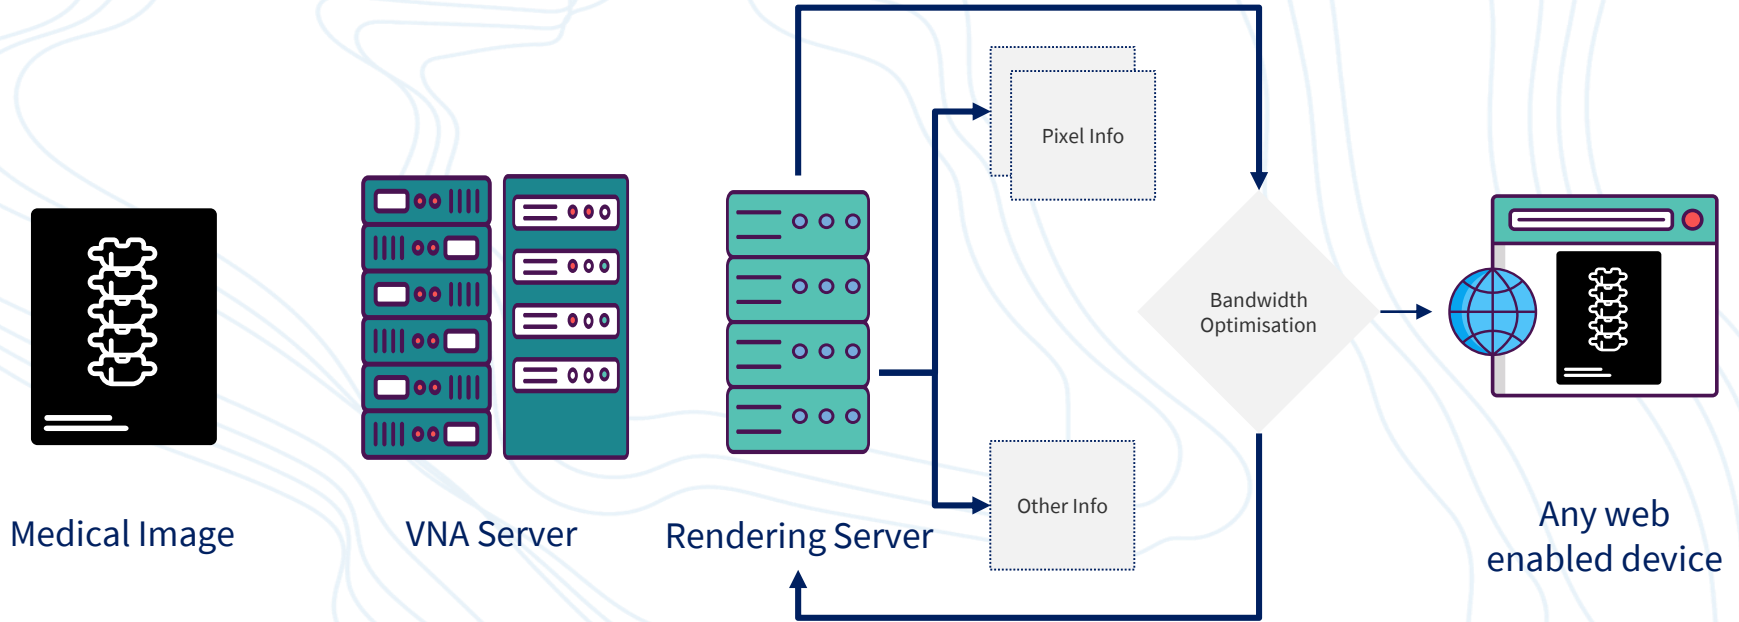 Pixel Info
Bandwidth
Optimisation
Other Info
Medical Image
VNA Server
Rendering Server
Any web
enabled device